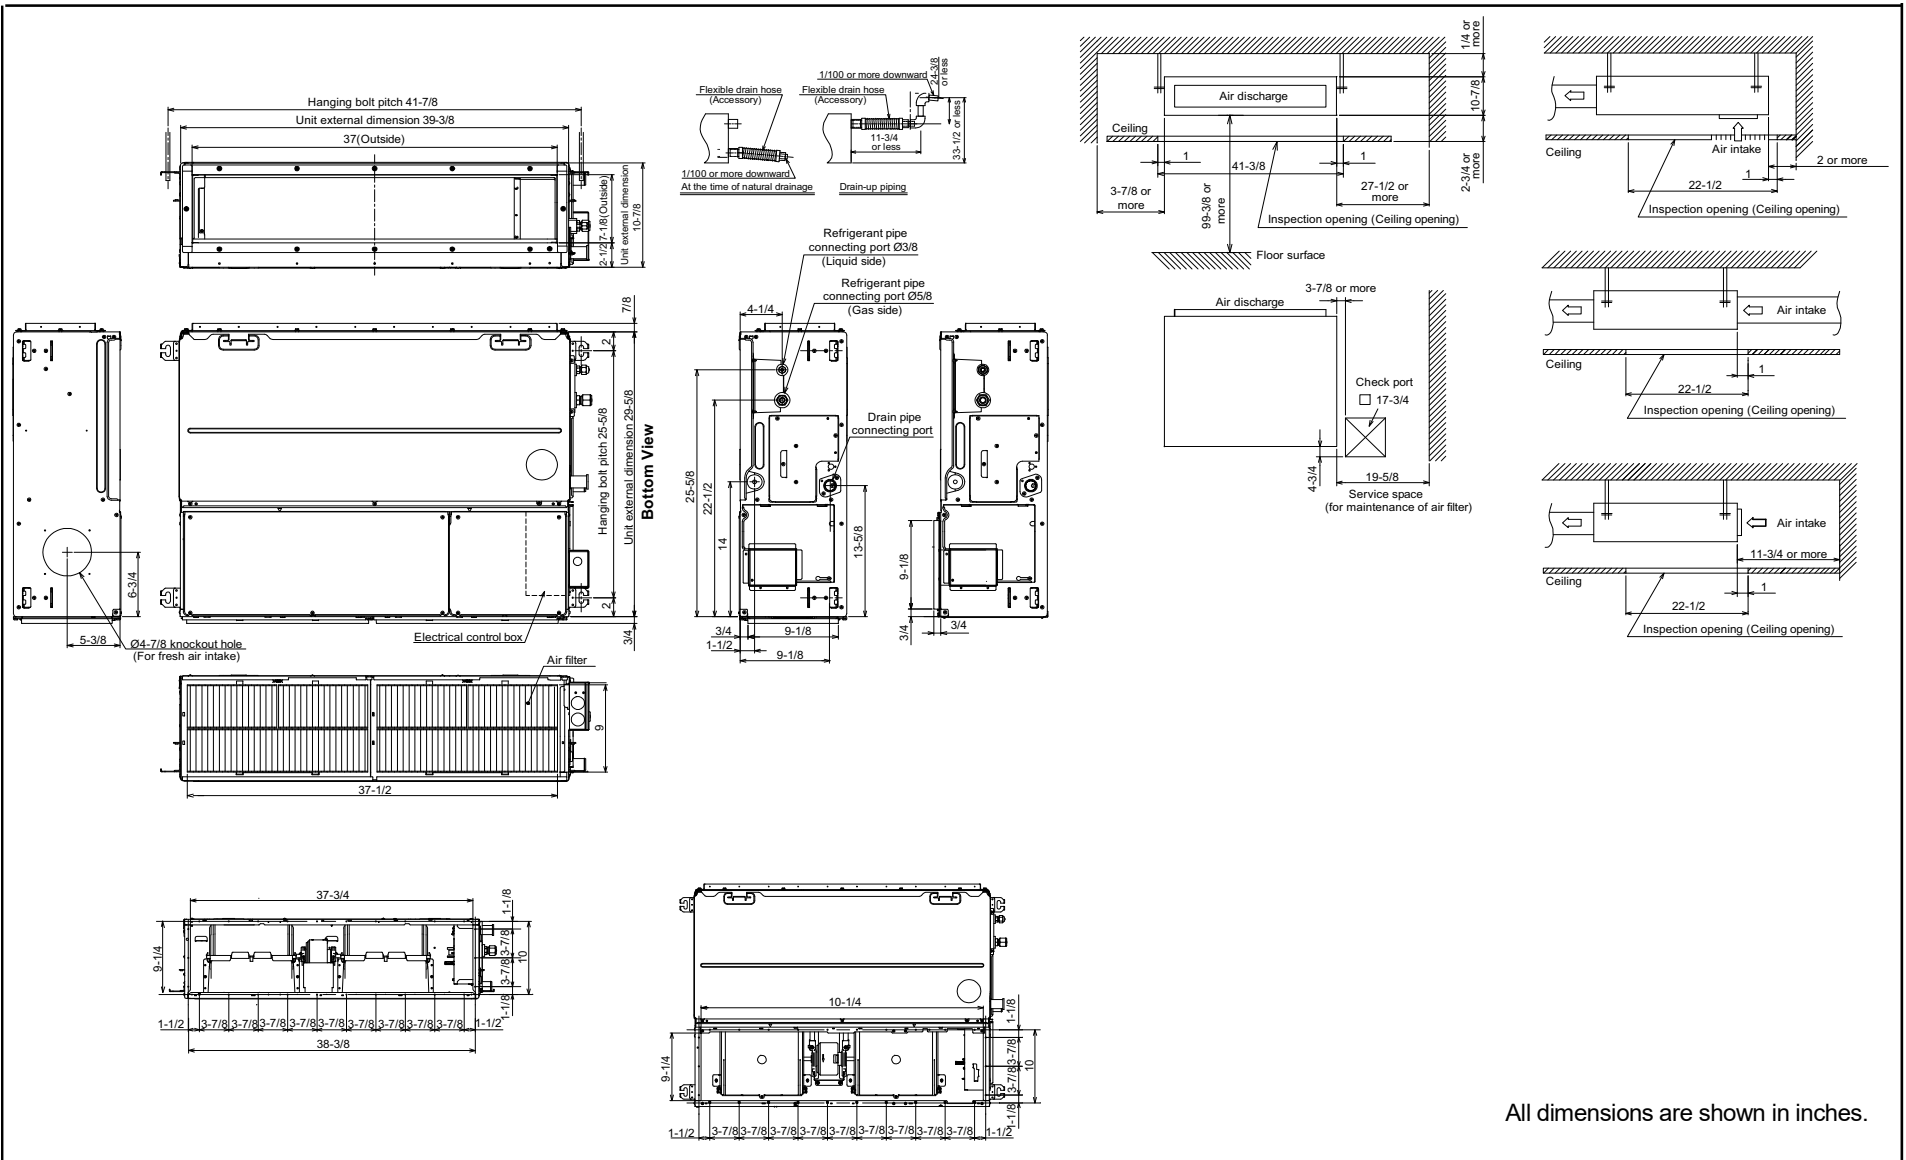 Hanging bolt pitch 41-7/8
Unit external dimension 39-3/8
37(Outside)
2-1/2
7-1/8(Outside)
Unit external dimension
10-7/8
Flexible drain hose
(Accessory)
1/100 or more downward
At the time of natural drainage
1/100 or more downward
Flexible drain hose
(Accessory)
24-3/8
or less
11-3/4
or less
33-1/2 or less
Drain-up piping
Air discharge
Ceiling
1
41-3/8
1
3-7/8 or
more
99-3/8 or
more
27-1/2 or
more
Inspection opening (Ceiling opening)
Floor surface
1/4 or
more
10-7/8
2-3/4 or
more
Ceiling
Air intake
2 or more
1
22-1/2
Inspection opening (Ceiling opening)
Refrigerant pipe
connecting port Ø3/8
(Liquid side)
Refrigerant pipe
connecting port Ø5/8
(Gas side)
4-1/4
Drain pipe
connecting port
25-5/8
22-1/2
14
13-5/8
3/4
9-1/8
1-1/2
9-1/8
9-1/8
3/4
3/4
7/8
2
Hanging bolt pitch 25-5/8
Unit external dimension 29-5/8
Bottom View
2
3/4
6-3/4
5-3/8
Ø4-7/8 knockout hole
(For fresh air intake)
Electrical control box
3-7/8 or more
Air discharge
Check port
□ 17-3/4
4-3/4
19-5/8
Service space
(for maintenance of air filter)
Air intake
Ceiling
1
22-1/2
Inspection opening (Ceiling opening)
Air intake
11-3/4 or more
Ceiling
1
22-1/2
Inspection opening (Ceiling opening)
Air filter
9
37-1/2
37-3/4
1-1/8
9-1/4
3-7/8
3-7/8
10
1-1/8
1-1/2 3-7/8 3-7/8 3-7/8 3-7/8 3-7/8 3-7/8 3-7/8 3-7/8 3-7/8 1-1/2
38-3/8
10-1/4
1-1/8
9-1/4
3-7/8
3-7/8
10
1-1/8
1-1/2 3-7/8 3-7/8 3-7/8 3-7/8 3-7/8 3-7/8 3-7/8 3-7/8 3-7/8 1-1/2
All dimensions are shown in inches.